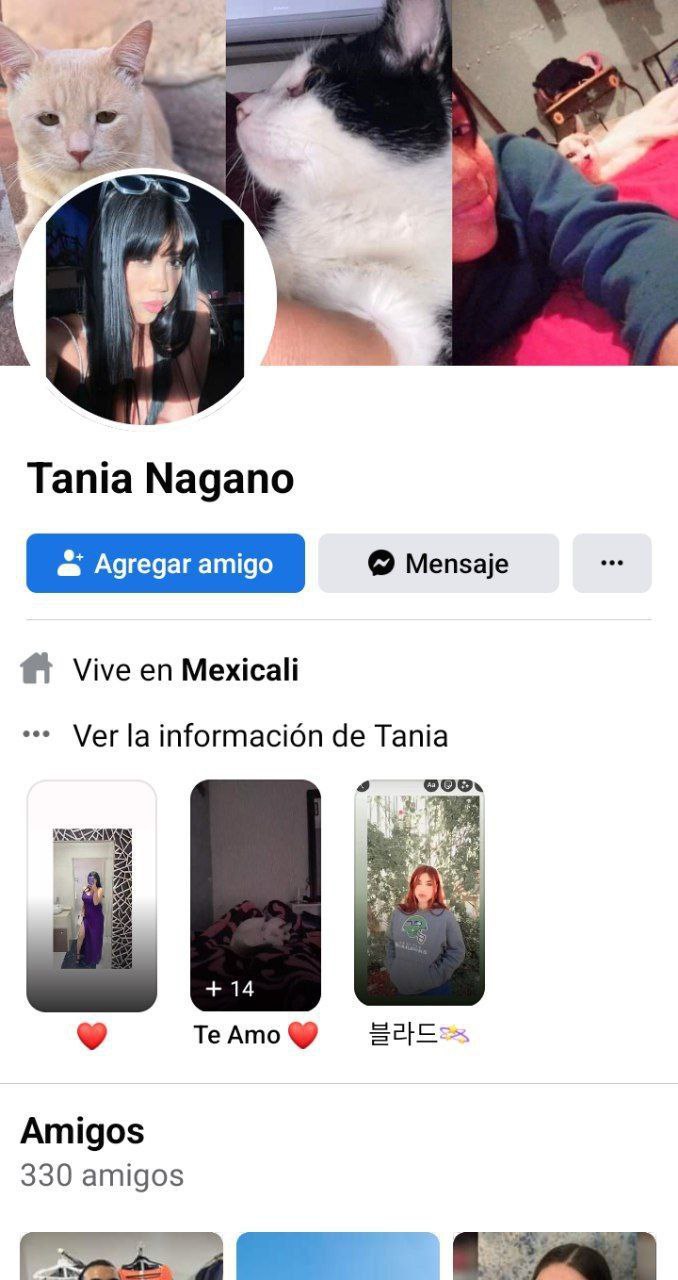 Tania Nagano
Agregar amigo
Mensaje
Vive en Mexicali
Ver la información de Tania
Aa
+ 14
Te Amo
블라드
Amigos
330 amigos